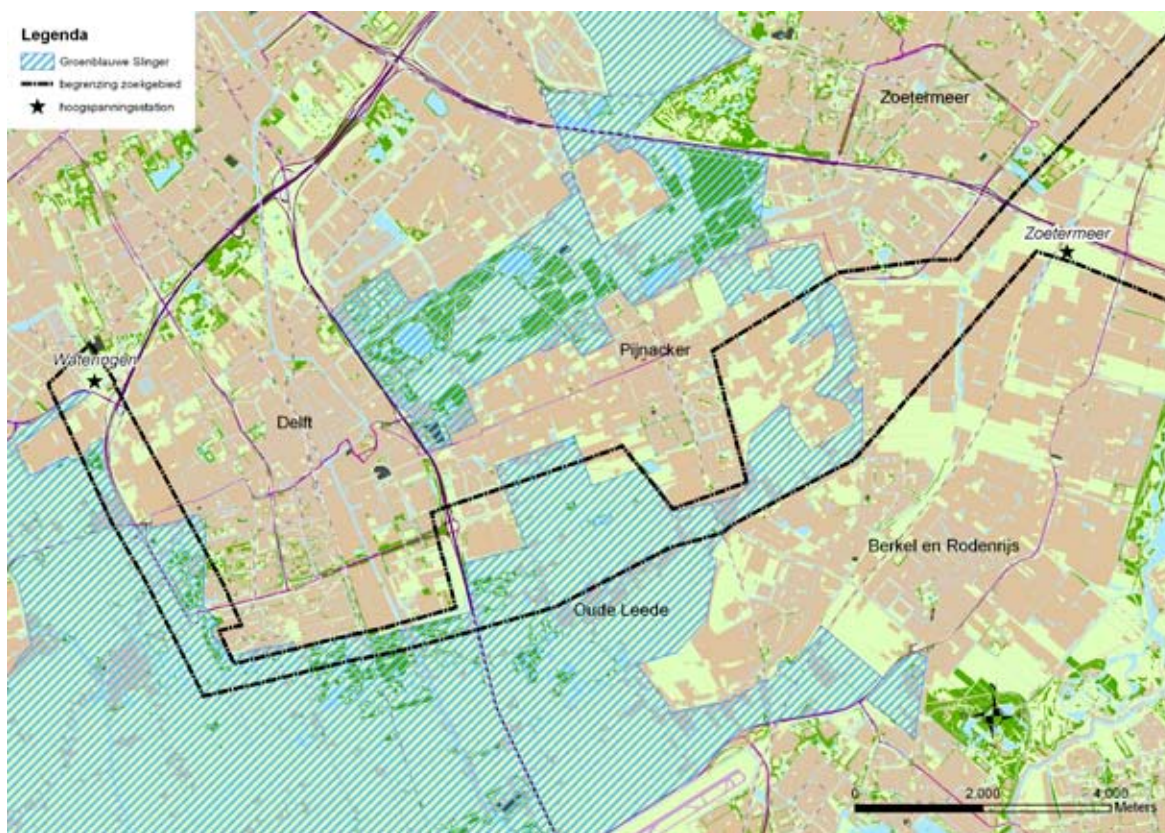 Legenda
Groenblauwe Slinger
begrenzing zoekgebied
hoogspanningsstation
Zoetermeer
Zoetermeer
Wateringen
Pijnacker
Delft
Berkel en Rodenrijs
Oude Leede
0 2.000 4.000
Meters